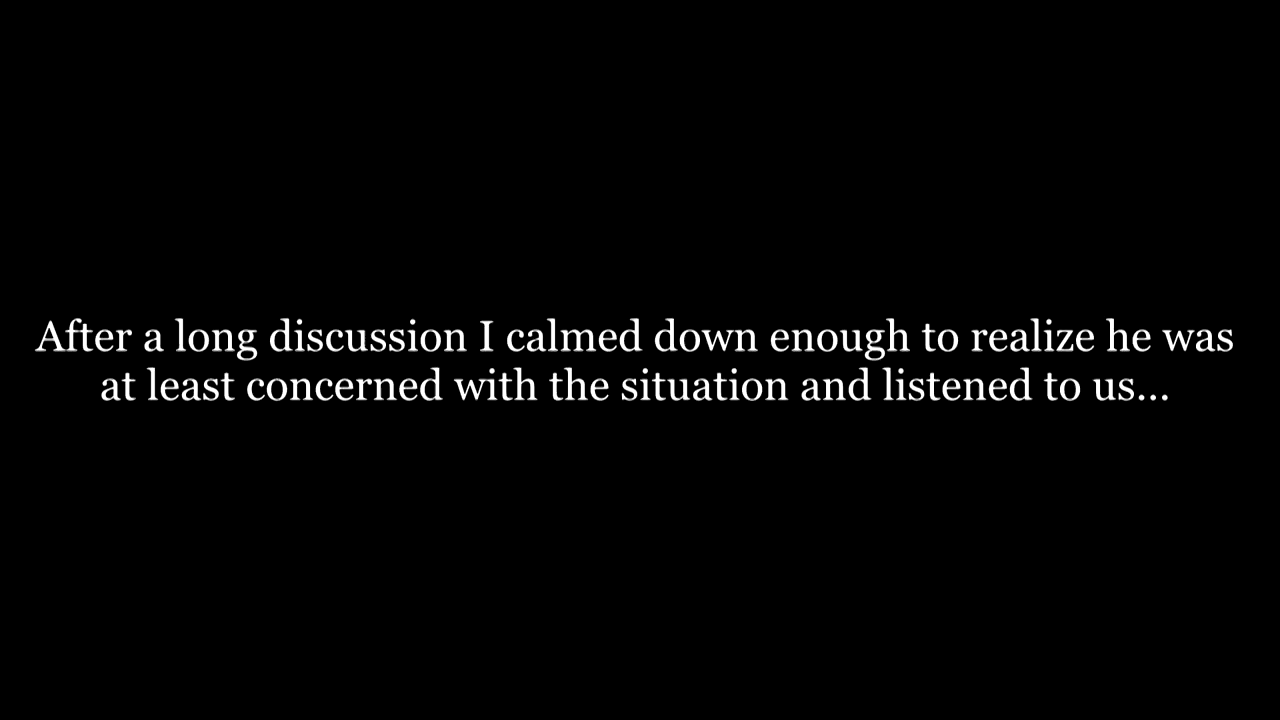 After a long discussion I calmed down enough to realize he was
at least concerned with the situation and listened to us...